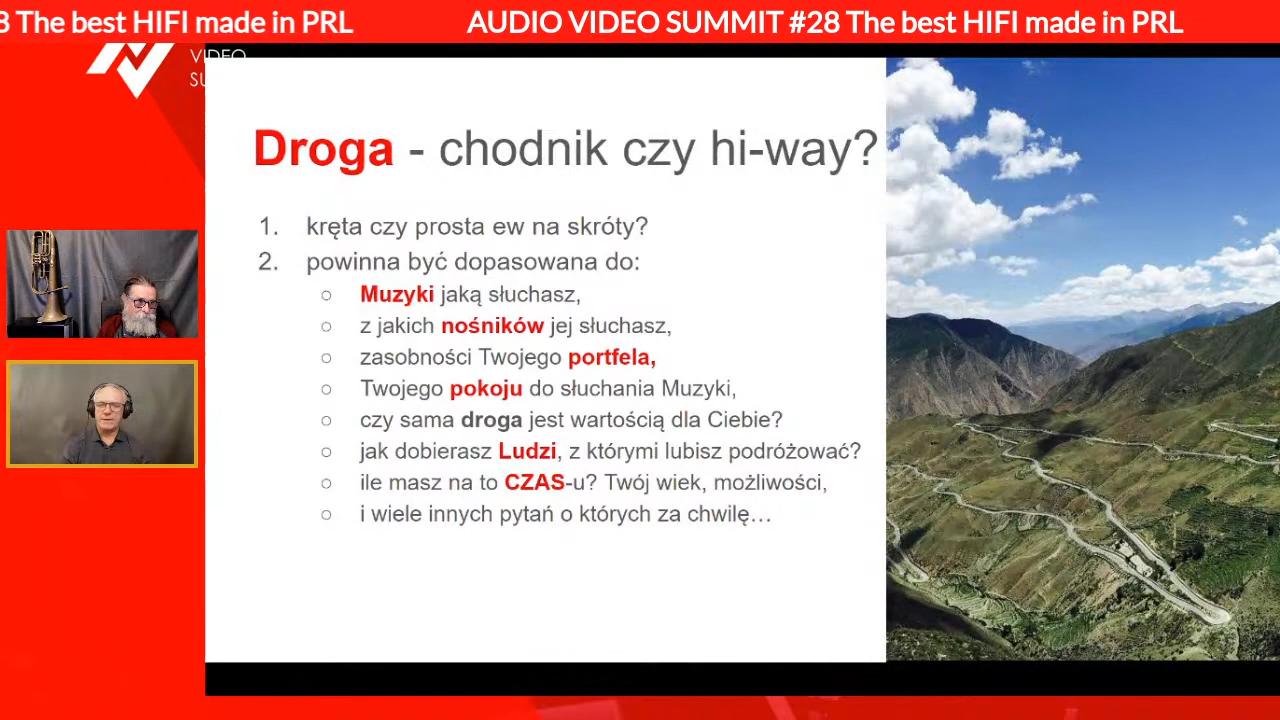 8 The best HIFI made in PRL
AUDIO VIDEO SUMMIT #28 The best HIFI made in PRL
VIDEO
SU
Droga - chodnik czy hi-way?
1. kręta czy prosta ew na skróty?
2. powinna być dopasowana do:
○ Muzyki jaką słuchasz,
○ z jakich nośników jej słuchasz,
○ zasobności Twojego portfela,
○ Twojego pokoju do słuchania Muzyki,
○ czy sama droga jest wartością dla Ciebie?
○ jak dobierasz Ludzi, z którymi lubisz podróżować?
○ ile masz na to CZAS-u? Twój wiek, możliwości,
○ i wiele innych pytań o których za chwilę…